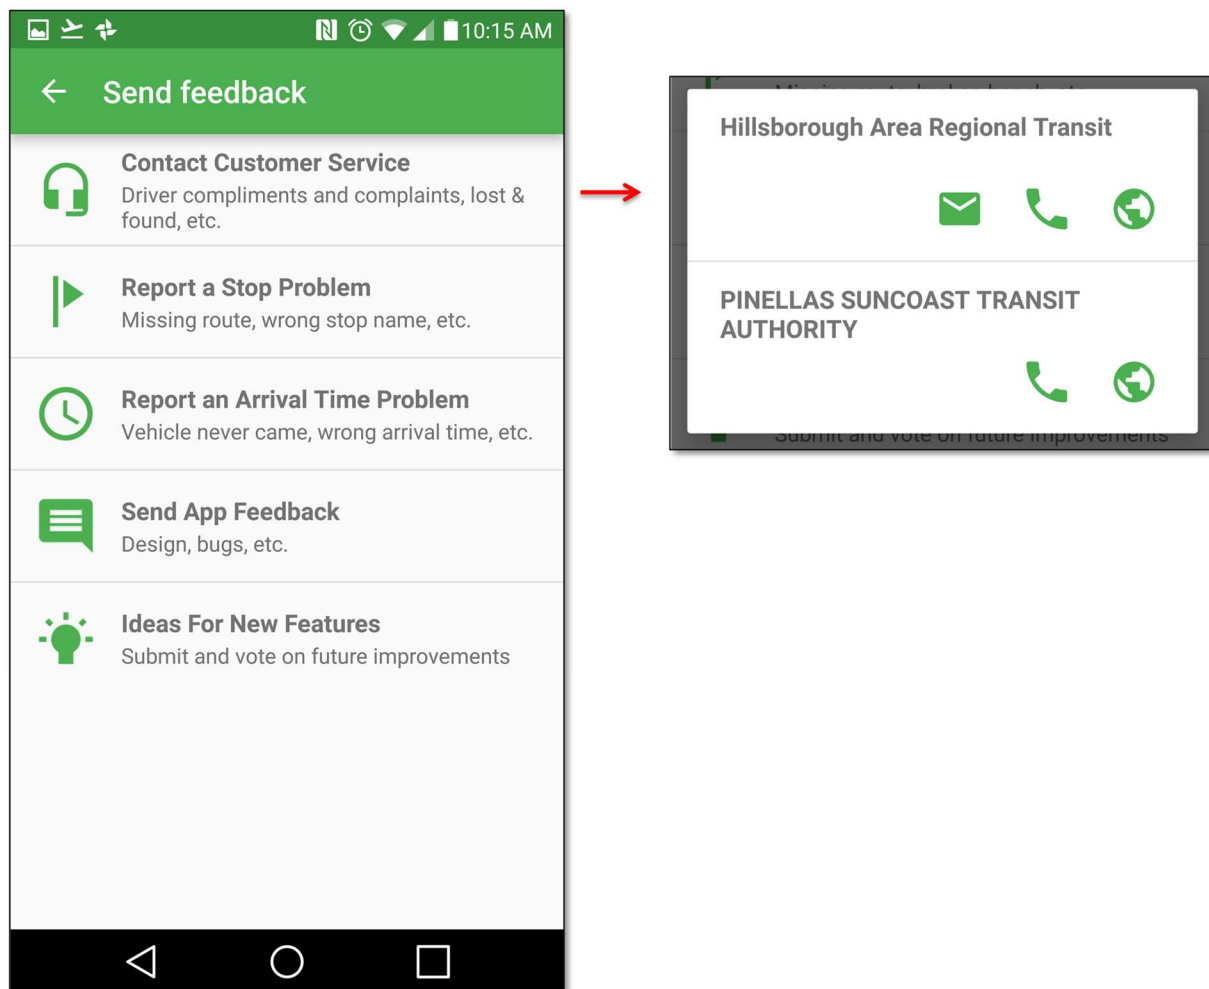 10:15 AM
Send feedback
Contact Customer Service
Driver compliments and complaints, lost &
found, etc.
Report a Stop Problem
Missing route, wrong stop name, etc.
Report an Arrival Time Problem
Vehicle never came, wrong arrival time, etc.
Send App Feedback
Design, bugs, etc.
Ideas For New Features
Submit and vote on future improvements
Hillsborough Area Regional Transit
PINELLAS SUNCOAST TRANSIT
AUTHORITY
Submit and vote on future improvements